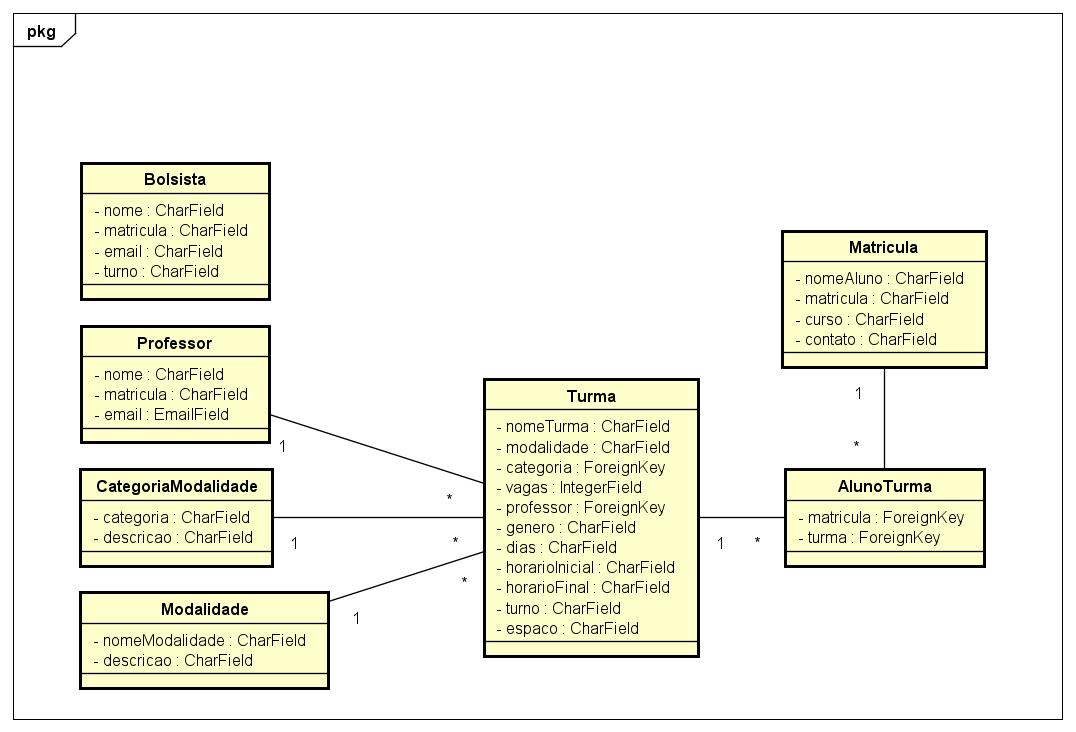 pkg
Bolsista
- nome : CharField
- matricula : CharField
- email : CharField
- turno : CharField
Professor
- nome : CharField
- matricula : CharField
- email : EmailField
CategoriaModalidade
- categoria : CharField
- descricao : CharField
Modalidade
- nomeModalidade : CharField
- descricao : CharField
1
*
1
*
1
*
Turma
- nomeTurma : CharField
- modalidade : CharField
- categoria : ForeignKey
- vagas : IntegerField
- professor : ForeignKey
- genero : CharField
- dias : CharField
- horarioInicial : CharField
- horarioFinal : CharField
- turno : CharField
- espaco : CharField
1
*
Matricula
- nomeAluno : CharField
- matricula : CharField
- curso : CharField
- contato : CharField
1
*
AlunoTurma
- matricula : ForeignKey
- turma : ForeignKey